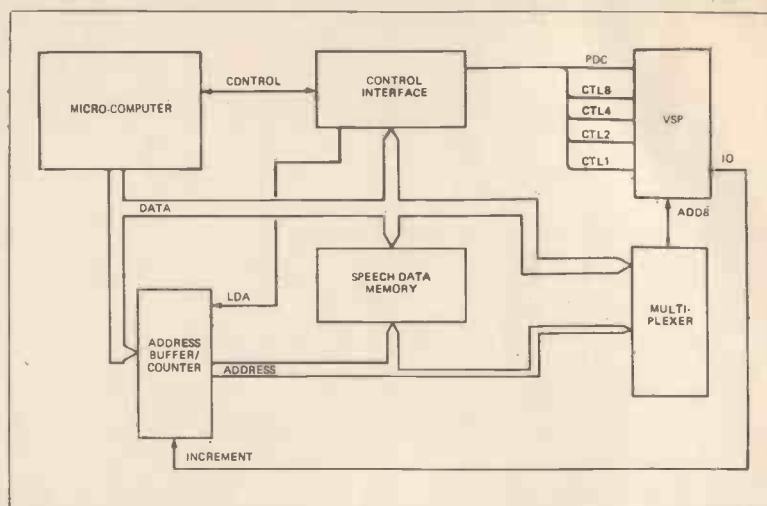 MICRO-COMPUTER
CONTROL
CONTROL
INTERFACE
PDC
CTL8
CTL4
CTL2
CTL1
VSP
IO
DATA
ADD8
SPEECH DATA
MEMORY
LDA
ADDRESS
BUFFER/
COUNTER
ADDRESS
MULTI-
PLEXER
INCREMENT